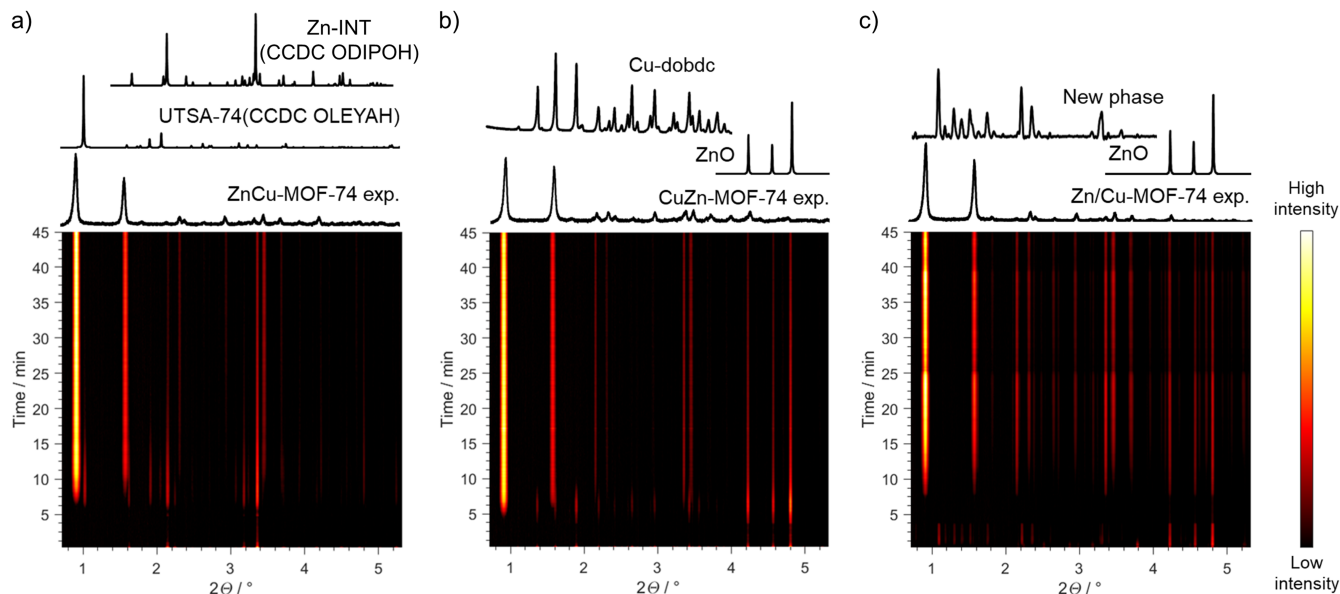 a)
Zn-INT
(CCDC ODIPOH)
UTSA-74(CCDC OLEYAH)
ZnCu-MOF-74 exp.
45
40
35
30
25
20
15
10
5
Time / min
1
2
3
4
5
2Θ / °
b)
Cu-dobdc
ZnO
CuZn-MOF-74 exp.
45
40
35
30
25
20
15
10
5
Time / min
1
2
3
4
5
2Θ / °
c)
New phase
ZnO
Zn/Cu-MOF-74 exp.
45
40
35
30
25
20
15
10
5
Time / min
1
2
3
4
5
2Θ / °
High
intensity
Low
intensity